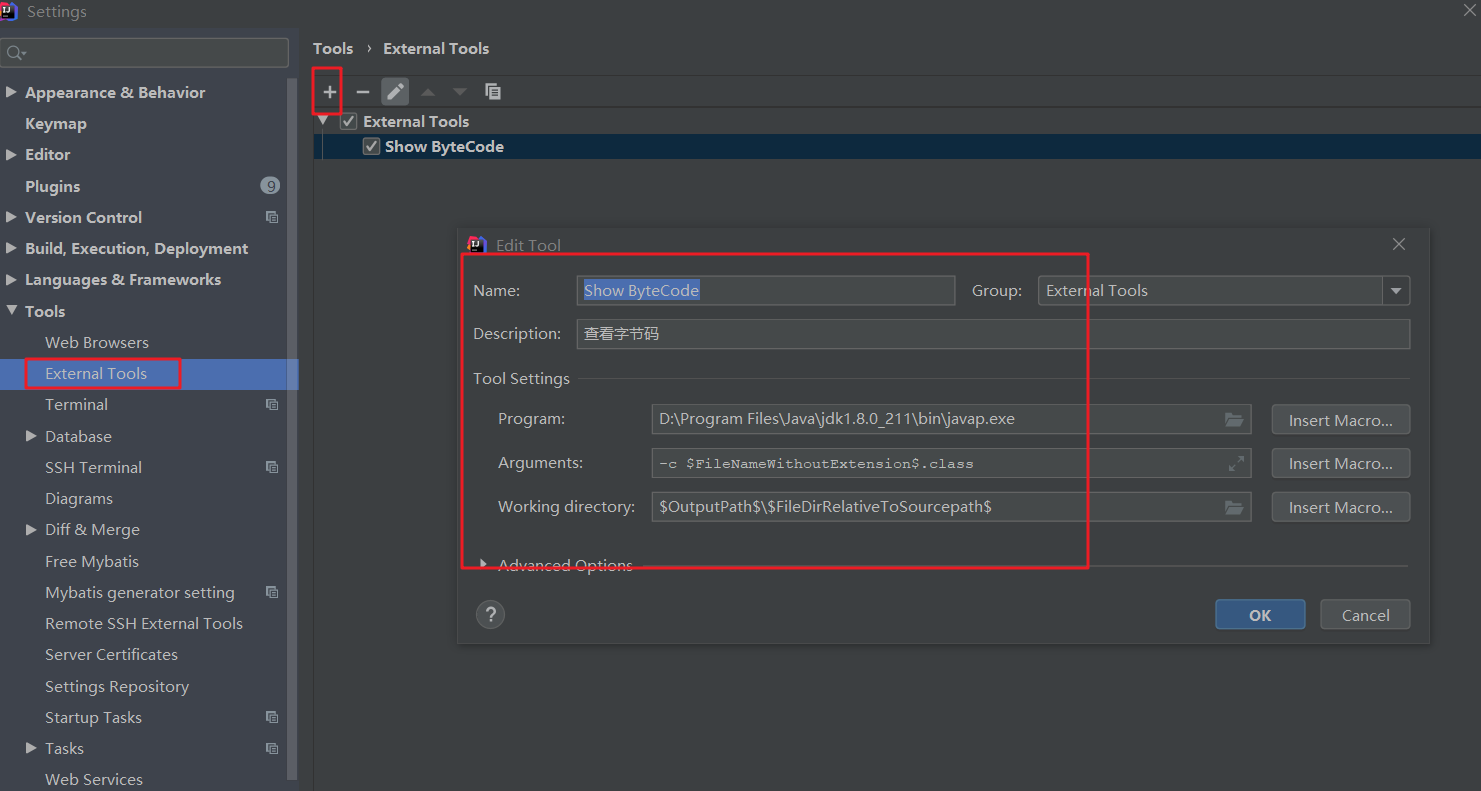 Settings
Tools › External Tools
Appearance & Behavior
Keymap
Editor
Plugins 9
Version Control
Build, Execution, Deployment
Languages & Frameworks
Tools
Web Browsers
External Tools
Terminal
Database
SSH Terminal
Diagrams
Diff & Merge
Free Mybatis
Mybatis generator setting
Remote SSH External Tools
Server Certificates
Settings Repository
Startup Tasks
Tasks
Web Services
External Tools
Show ByteCode
Edit Tool
Name: Show ByteCode Group: External Tools
Description: 查看字节码
Tool Settings
Program: D:\Program Files\Java\jdk1.8.0_211\bin\javap.exe Insert Macro...
Arguments: -c $FileNameWithoutExtension$.class Insert Macro...
Working directory: $OutputPath$\$FileDirRelativeToSourcepath$ Insert Macro...
Advanced Options
? OK Cancel